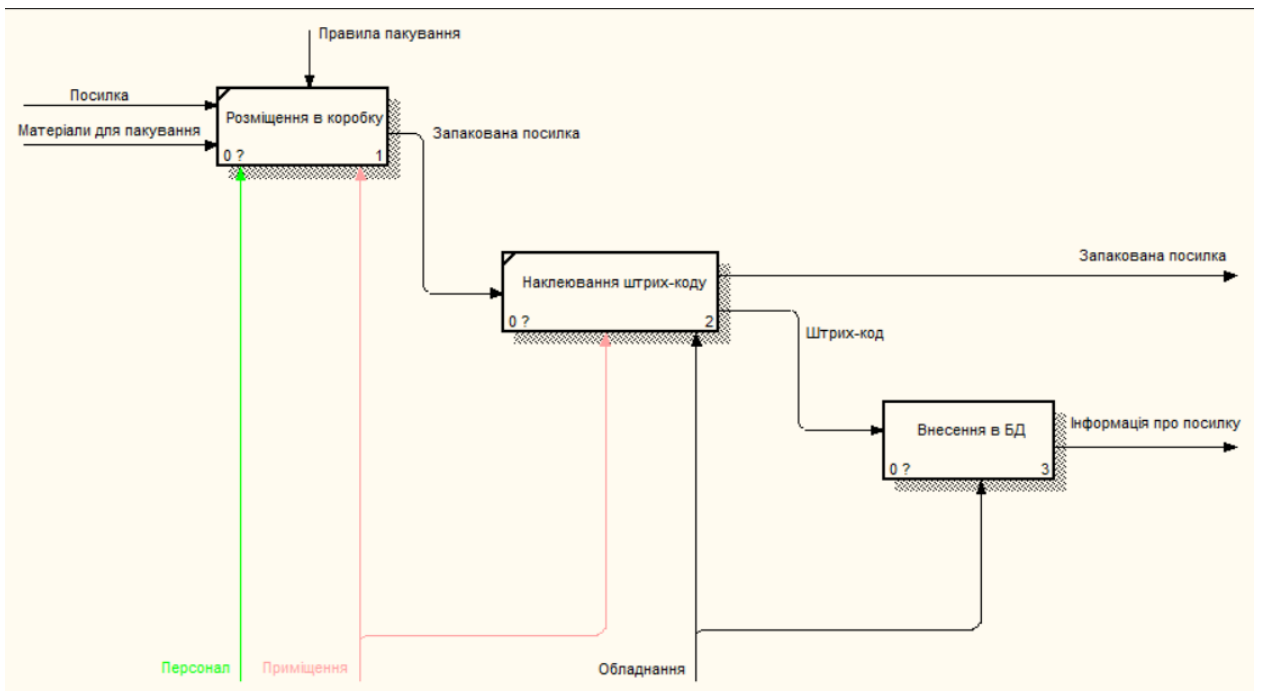 Правила пакування
Посилка
Матеріали для пакування
Розміщення в коробку
0 ? 1
Запакована посилка
Запакована посилка
Наклеювання штрих-коду
0 ? 2
Штрих-код
Внесення в БД
0 ? 3
Інформація про посилку
Персонал
Приміщення
Обладнання